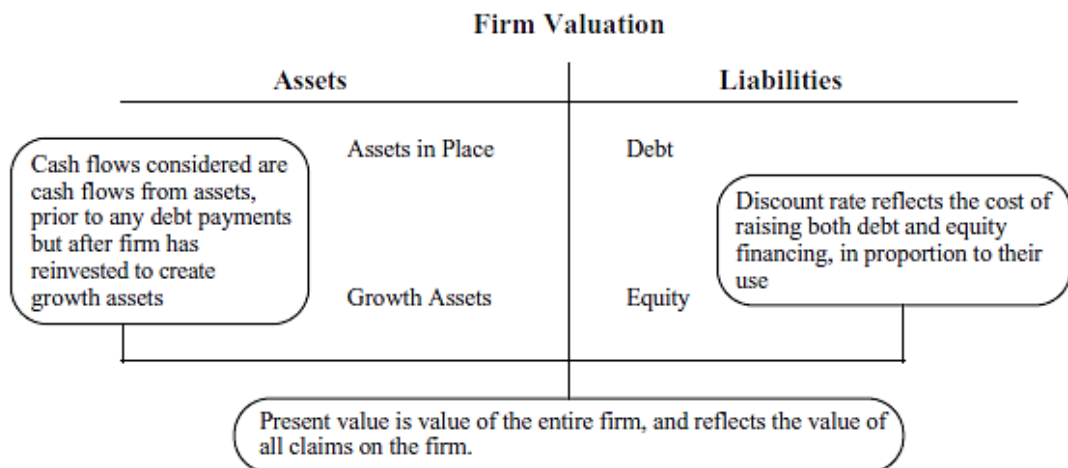 Firm Valuation
Assets
Liabilities
Assets in Place
Debt
Cash flows considered are
cash flows from assets,
prior to any debt payments
but after firm has
reinvested to create
growth assets
Discount rate reflects the cost of
raising both debt and equity
financing, in proportion to their
use
Growth Assets
Equity
Present value is value of the entire firm, and reflects the value of
all claims on the firm.